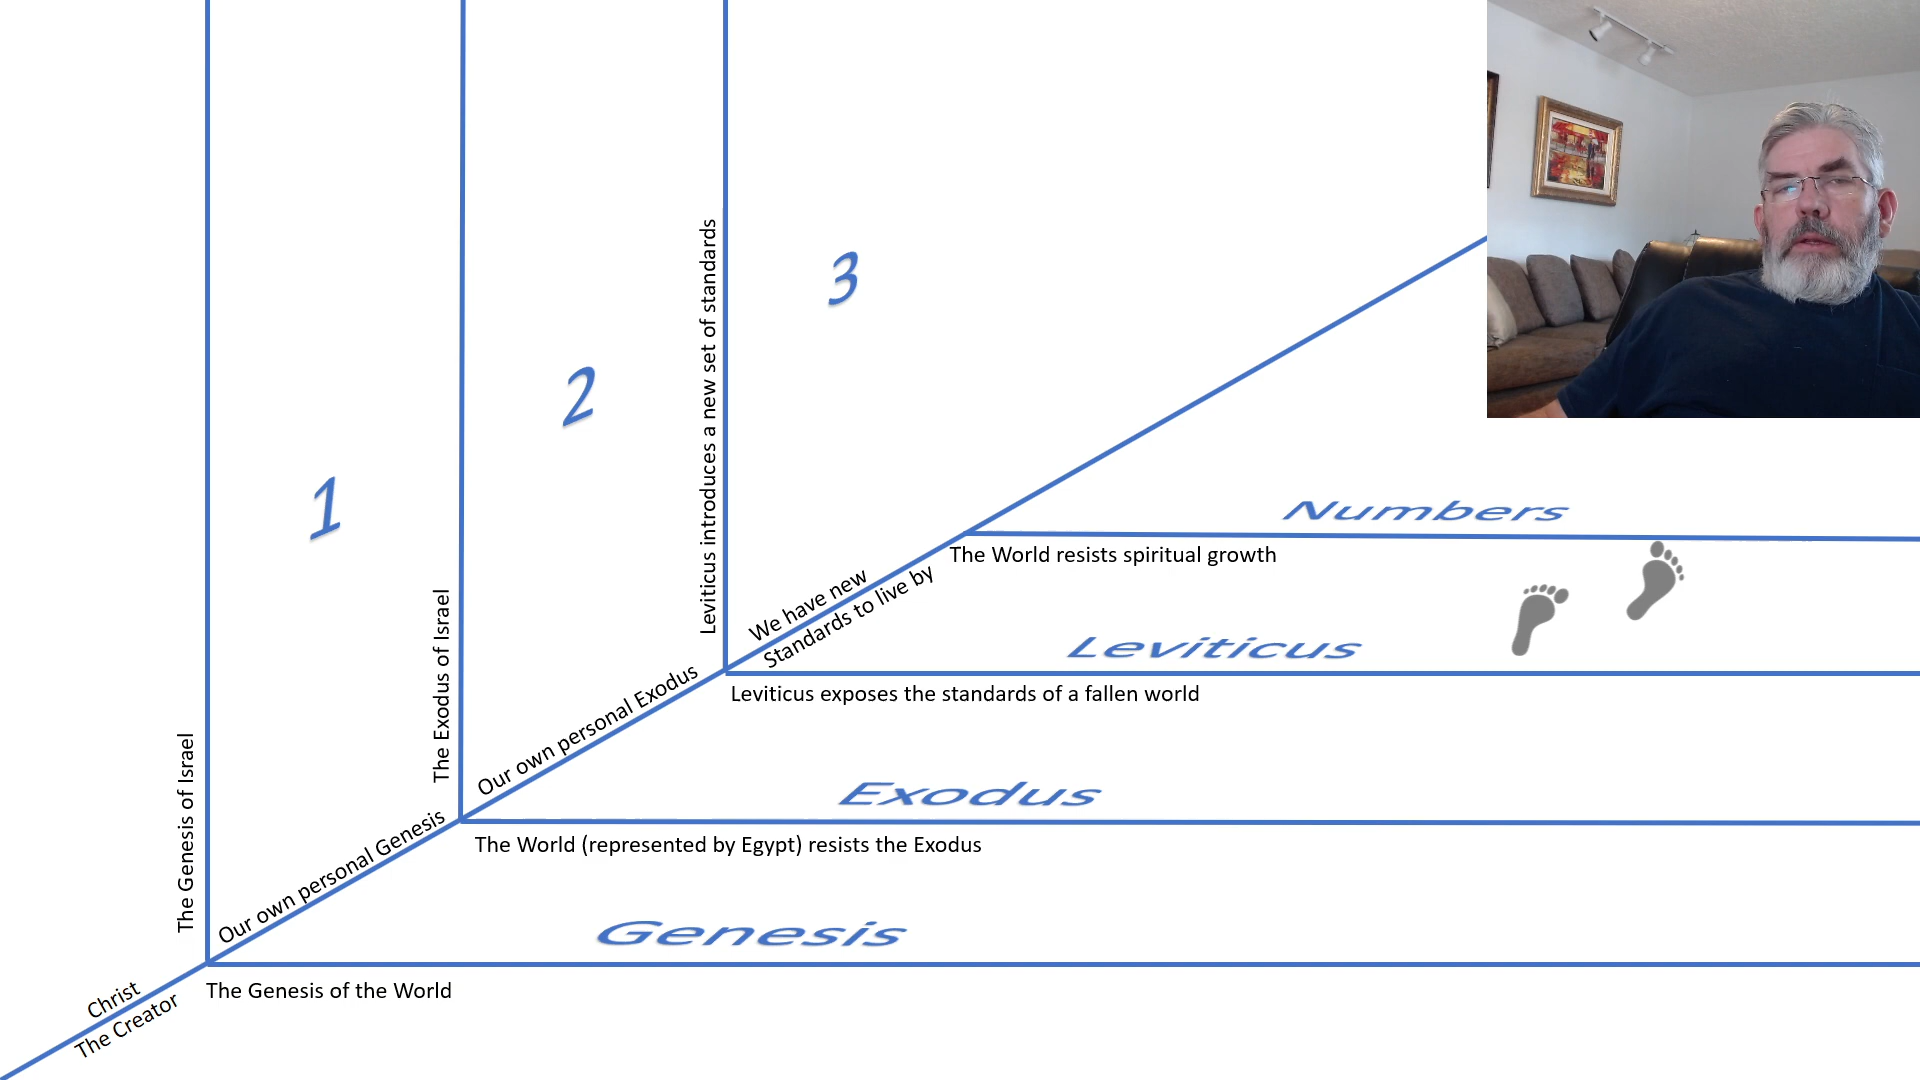 3
Leviticus introduces a new set of standards
2
1
Numbers
The World resists spiritual growth
We have new
Standards to live by
Leviticus
Leviticus exposes the standards of a fallen world
The Exodus of Israel
Our own personal Exodus
Exodus
The World (represented by Egypt) resists the Exodus
The Genesis of Israel
Our own personal Genesis
Genesis
The Genesis of the World
Christ
The Creator